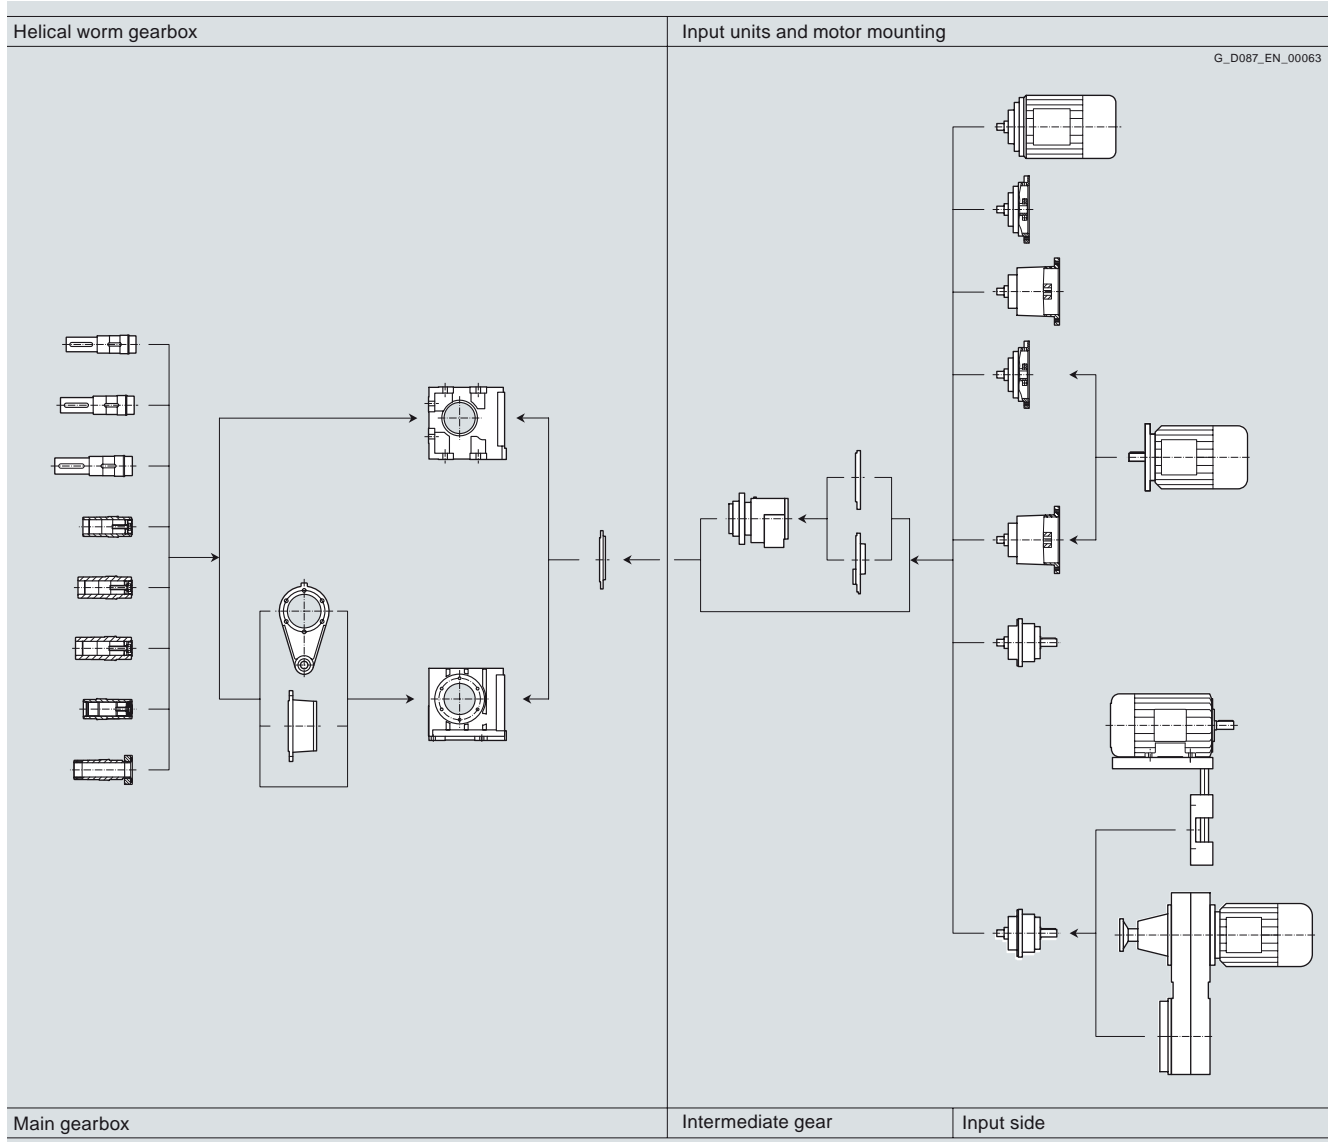 Helical worm gearbox
Input units and motor mounting
G_D087_EN_00063
Main gearbox
Intermediate gear
Input side